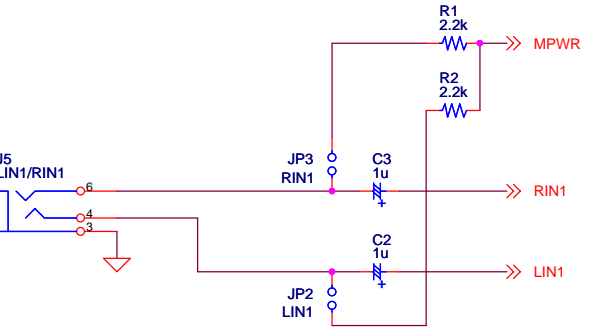 R1
2.2k
MPWR
R2
2.2k
JP3
RIN1
C3
1u
+
RIN1
J5
LIN1/RIN1
6
4
3
C2
1u
+
LIN1
JP2
LIN1